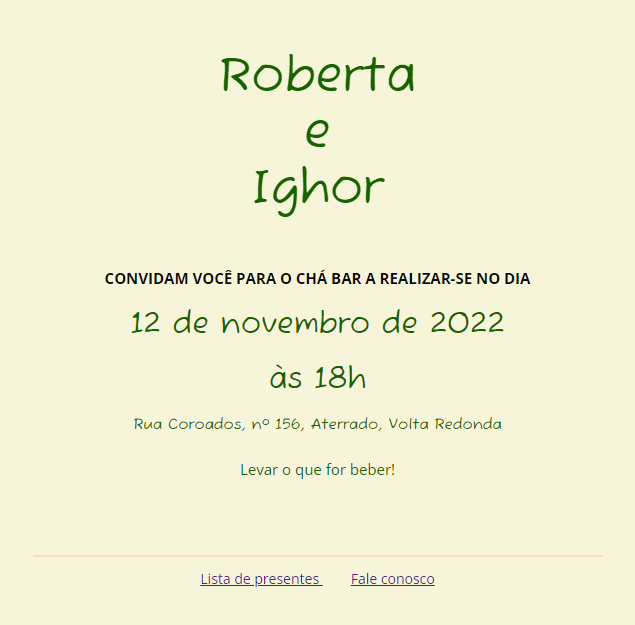 Roberta
e
Ighor
CONVIDAM VOCÊ PARA O CHÁ BAR A REALIZAR-SE NO DIA
12 de novembro de 2022
às 18h
Rua Coroados, nº 156, Aterrado, Volta Redonda
Levar o que for beber!
Lista de presentes Fale conosco